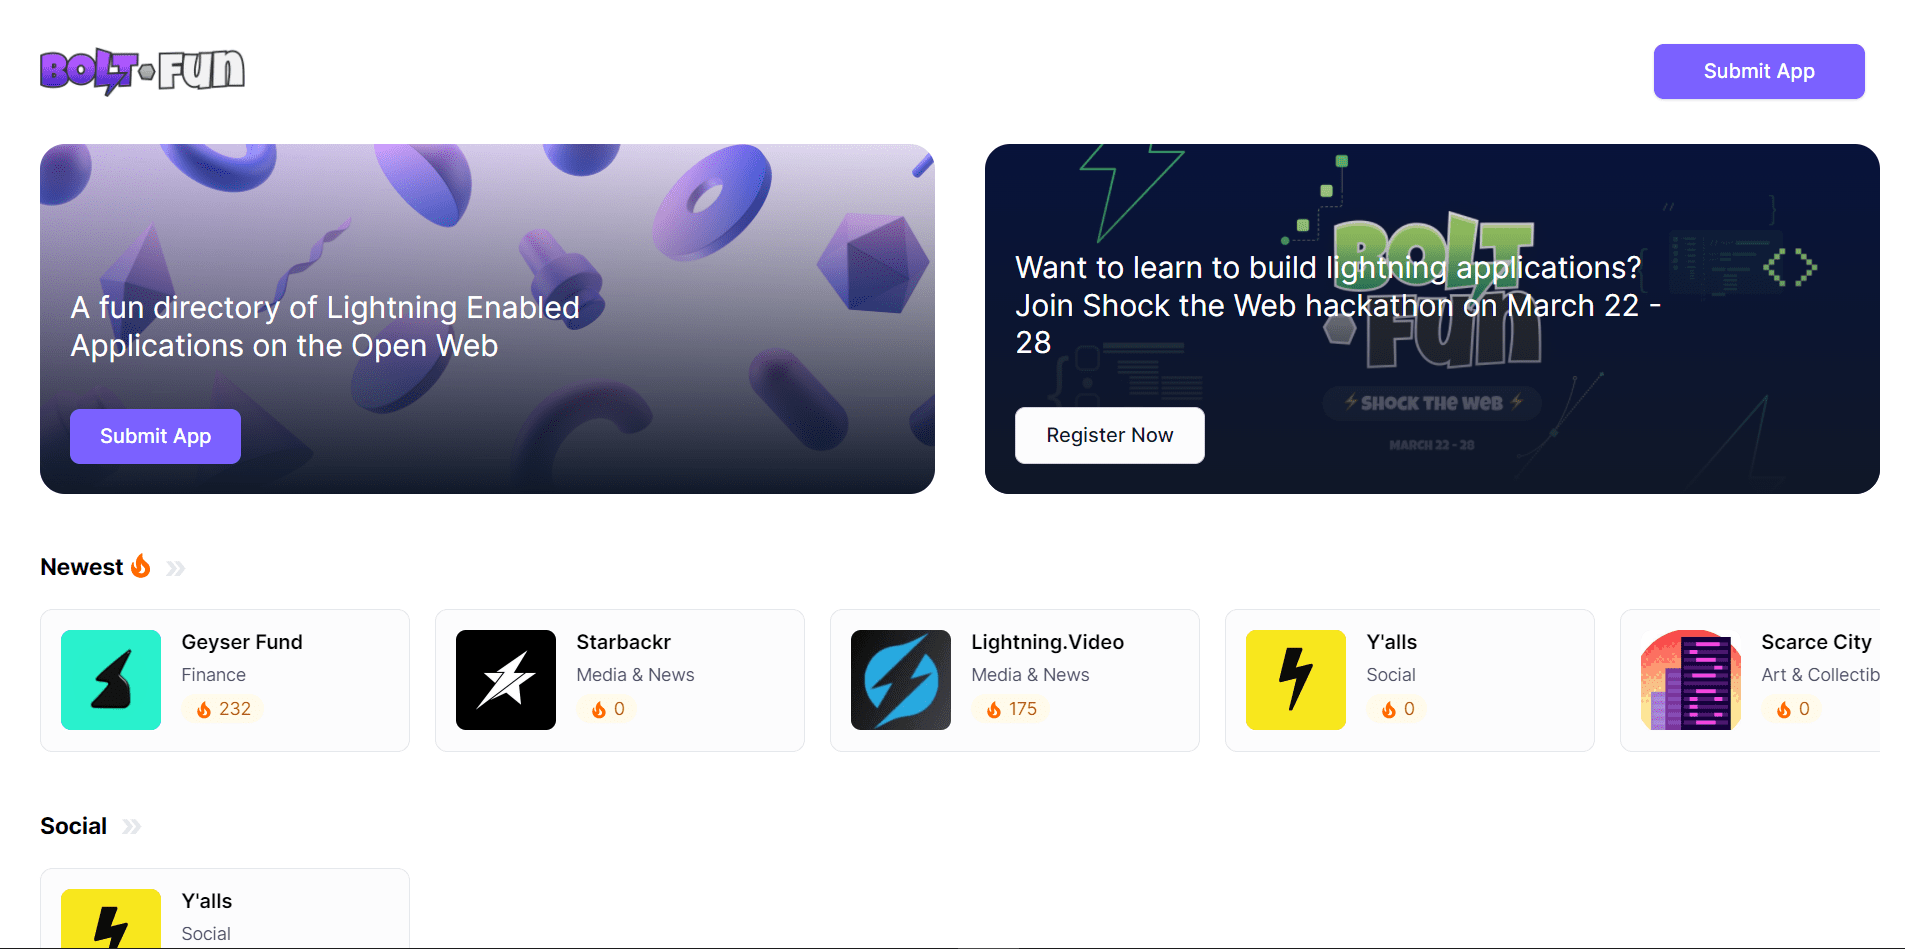 BOLT FUN
Submit App
A fun directory of Lightning Enabled
Applications on the Open Web
Submit App
BOLT
FUN
SHOCK THE WEB
MARCH 22 - 28
Want to learn to build lightning applications?
Join Shock the Web hackathon on March 22 -
28
Register Now
Newest
Geyser Fund
Finance
232
Starbackr
Media & News
0
Lightning.Video
Media & News
175
Y'alls
Social
0
Scarce City
Art & Collectib
0
Social
Y'alls
Social